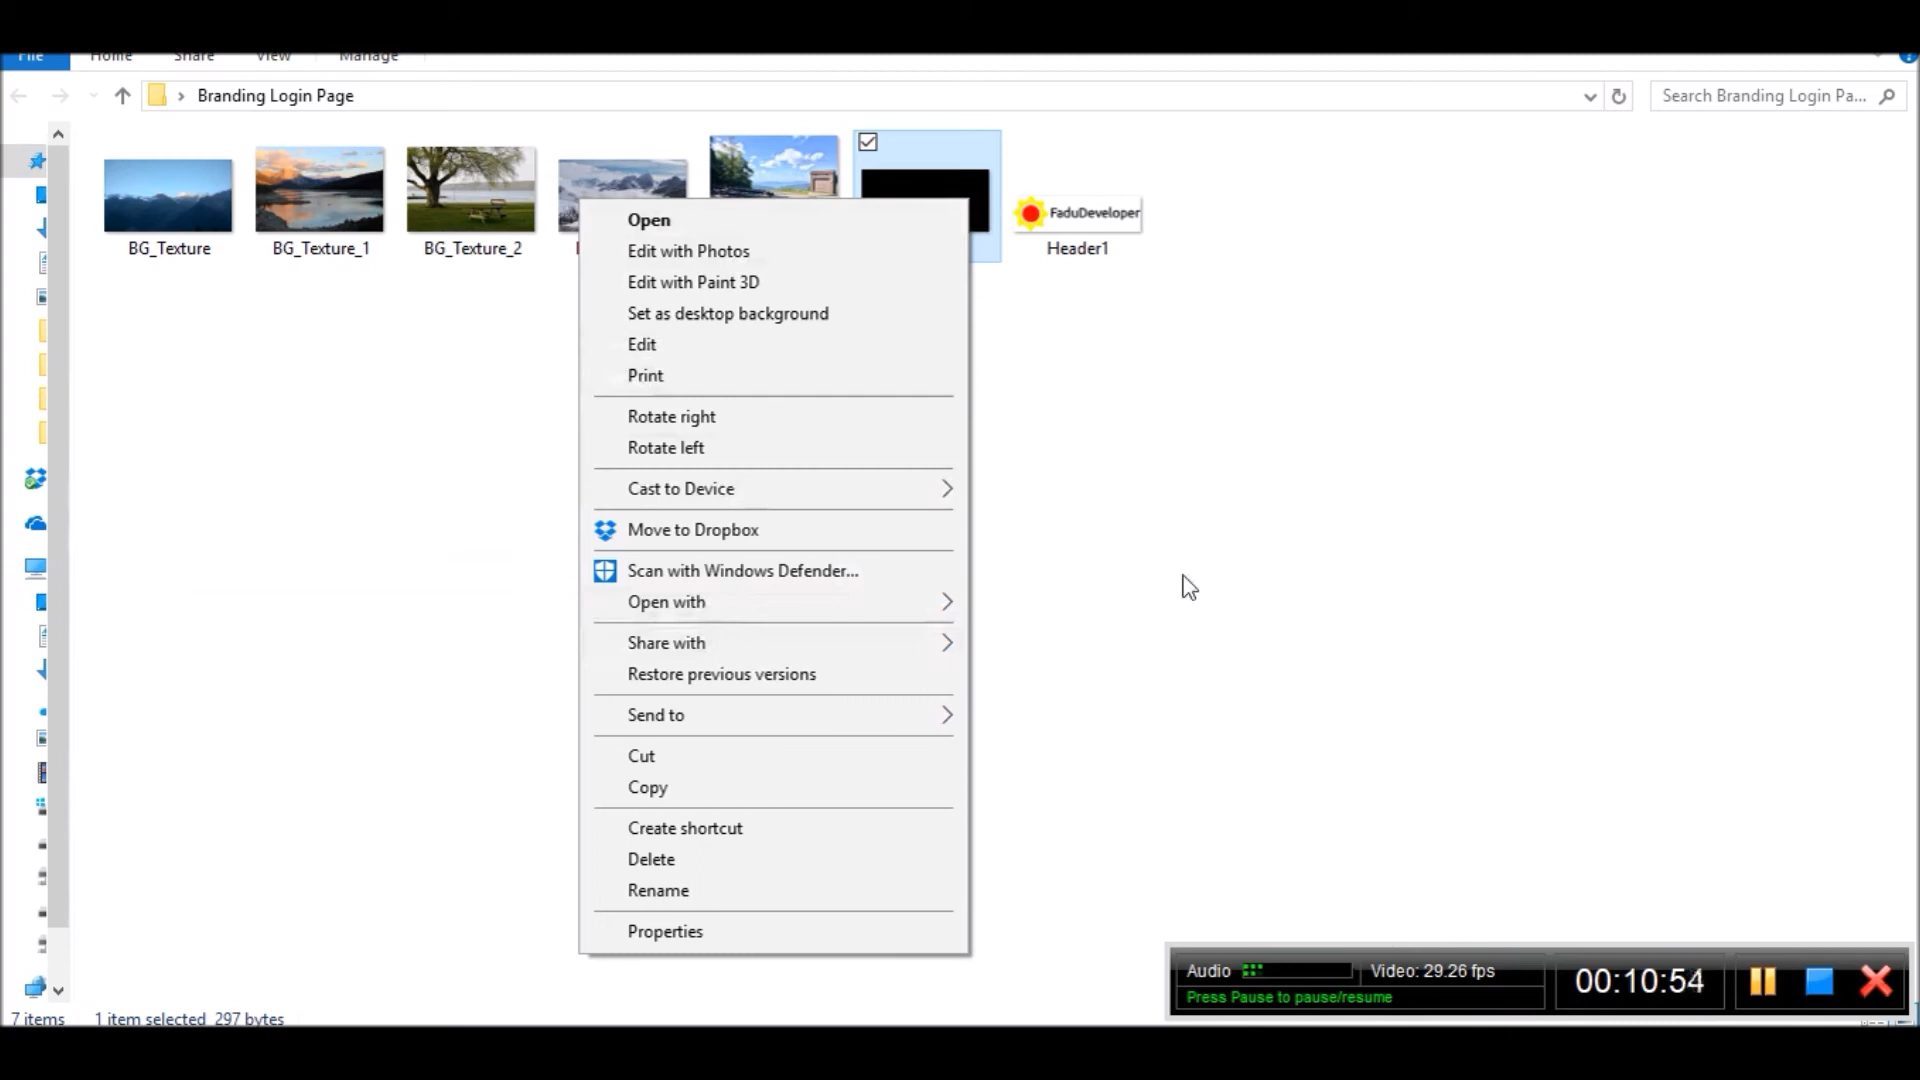 File Home Share View Manage
Branding Login Page
Search Branding Login Pa...
FaduDeveloper
BG_Texture BG_Texture_1 BG_Texture_2 Header1
Open
Edit with Photos
Edit with Paint 3D
Set as desktop background
Edit
Print
Rotate right
Rotate left
Cast to Device
Move to Dropbox
Scan with Windows Defender...
Open with
Share with
Restore previous versions
Send to
Cut
Copy
Create shortcut
Delete
Rename
Properties
Audio Video: 29.26 fps
Press Pause to pause/resume
00:10:54
7 items 1 item selected 297 bytes